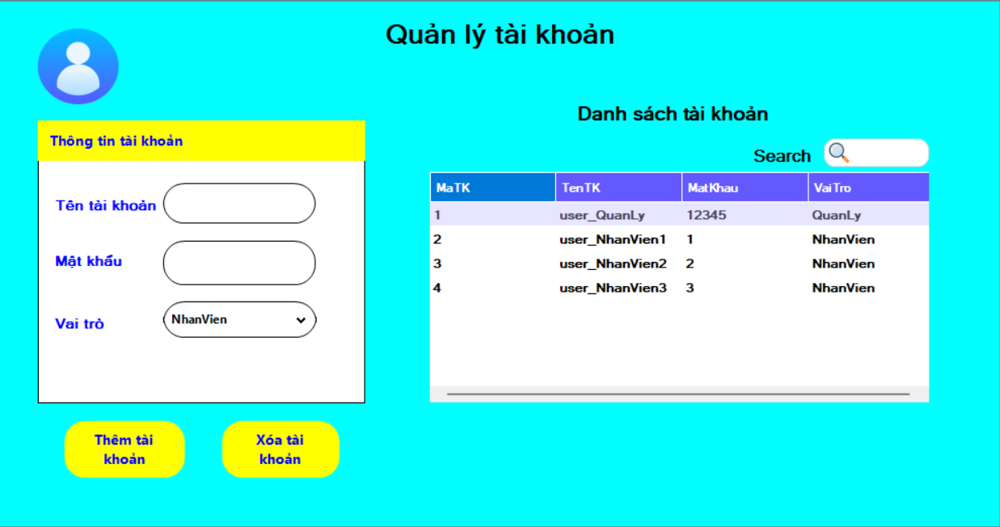 Quản lý tài khoản
Thông tin tài khoản
Tên tài khoản
Mật khẩu
Vai trò
NhanVien
Thêm tài
khoản
Xóa tài
khoản
Danh sách tài khoản
Search
MaTK TenTK MatKhau VaiTro
1 user_QuanLy 12345 QuanLy
2 user_NhanVien1 1 NhanVien
3 user_NhanVien2 2 NhanVien
4 user_NhanVien3 3 NhanVien